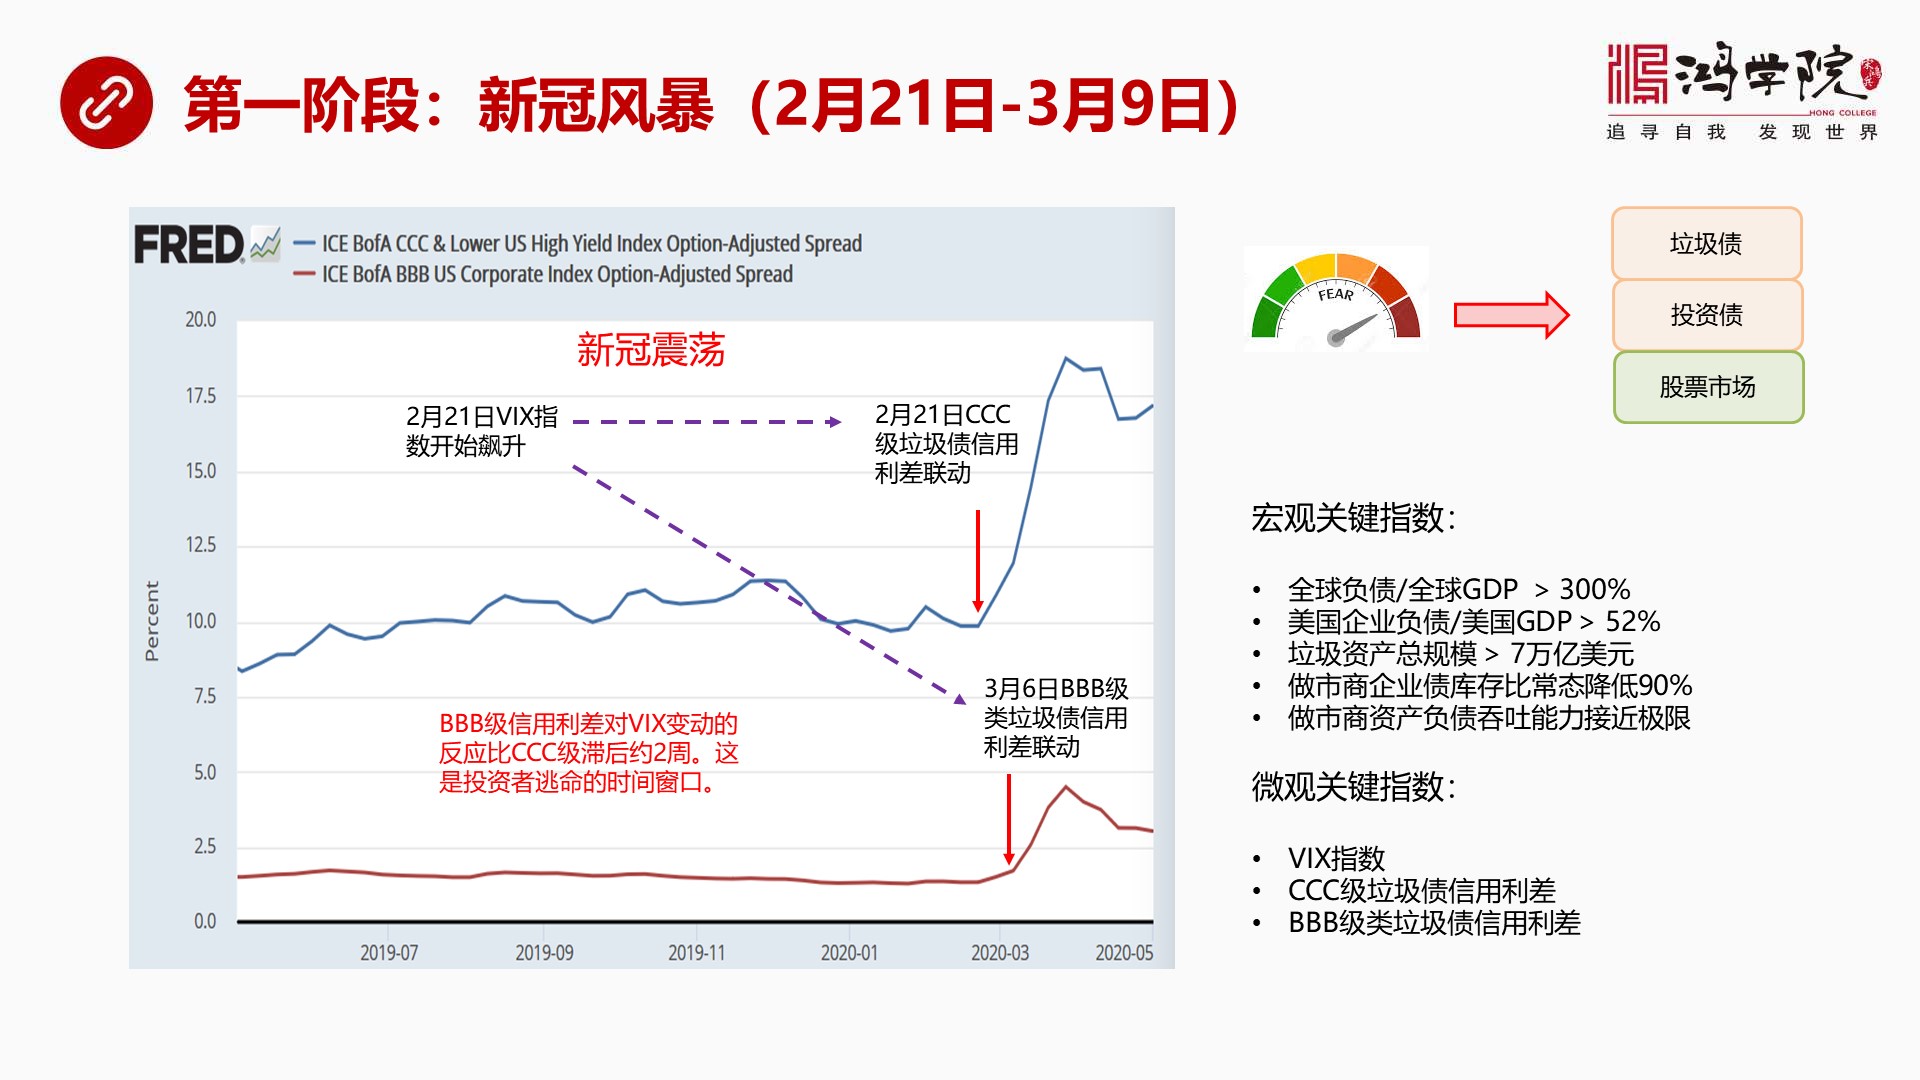 第一阶段：新冠风暴（2月21日-3月9日）
鸿学院
HONG COLLEGE
追寻自我 发现世界
FRED
ICE BofA CCC & Lower US High Yield Index Option-Adjusted Spread
ICE BofA BBB US Corporate Index Option-Adjusted Spread
20.0
17.5
15.0
12.5
10.0
7.5
5.0
2.5
0.0
Percent
2019-07
2019-09
2019-11
2020-01
2020-03
2020-05
新冠震荡
2月21日VIX指
数开始飙升
2月21日CCC
级垃圾债信用
利差联动
3月6日BBB级
类垃圾债信用
利差联动
BBB级信用利差对VIX变动的
反应比CCC级滞后约2周。这
是投资者逃命的时间窗口。
FEAR
垃圾债
投资债
股票市场
宏观关键指数：
• 全球负债/全球GDP > 300%
• 美国企业负债/美国GDP > 52%
• 垃圾资产总规模 > 7万亿美元
• 做市商企业债库存比常态降低90%
• 做市商资产负债吞吐能力接近极限
微观关键指数：
• VIX指数
• CCC级垃圾债信用利差
• BBB级类垃圾债信用利差